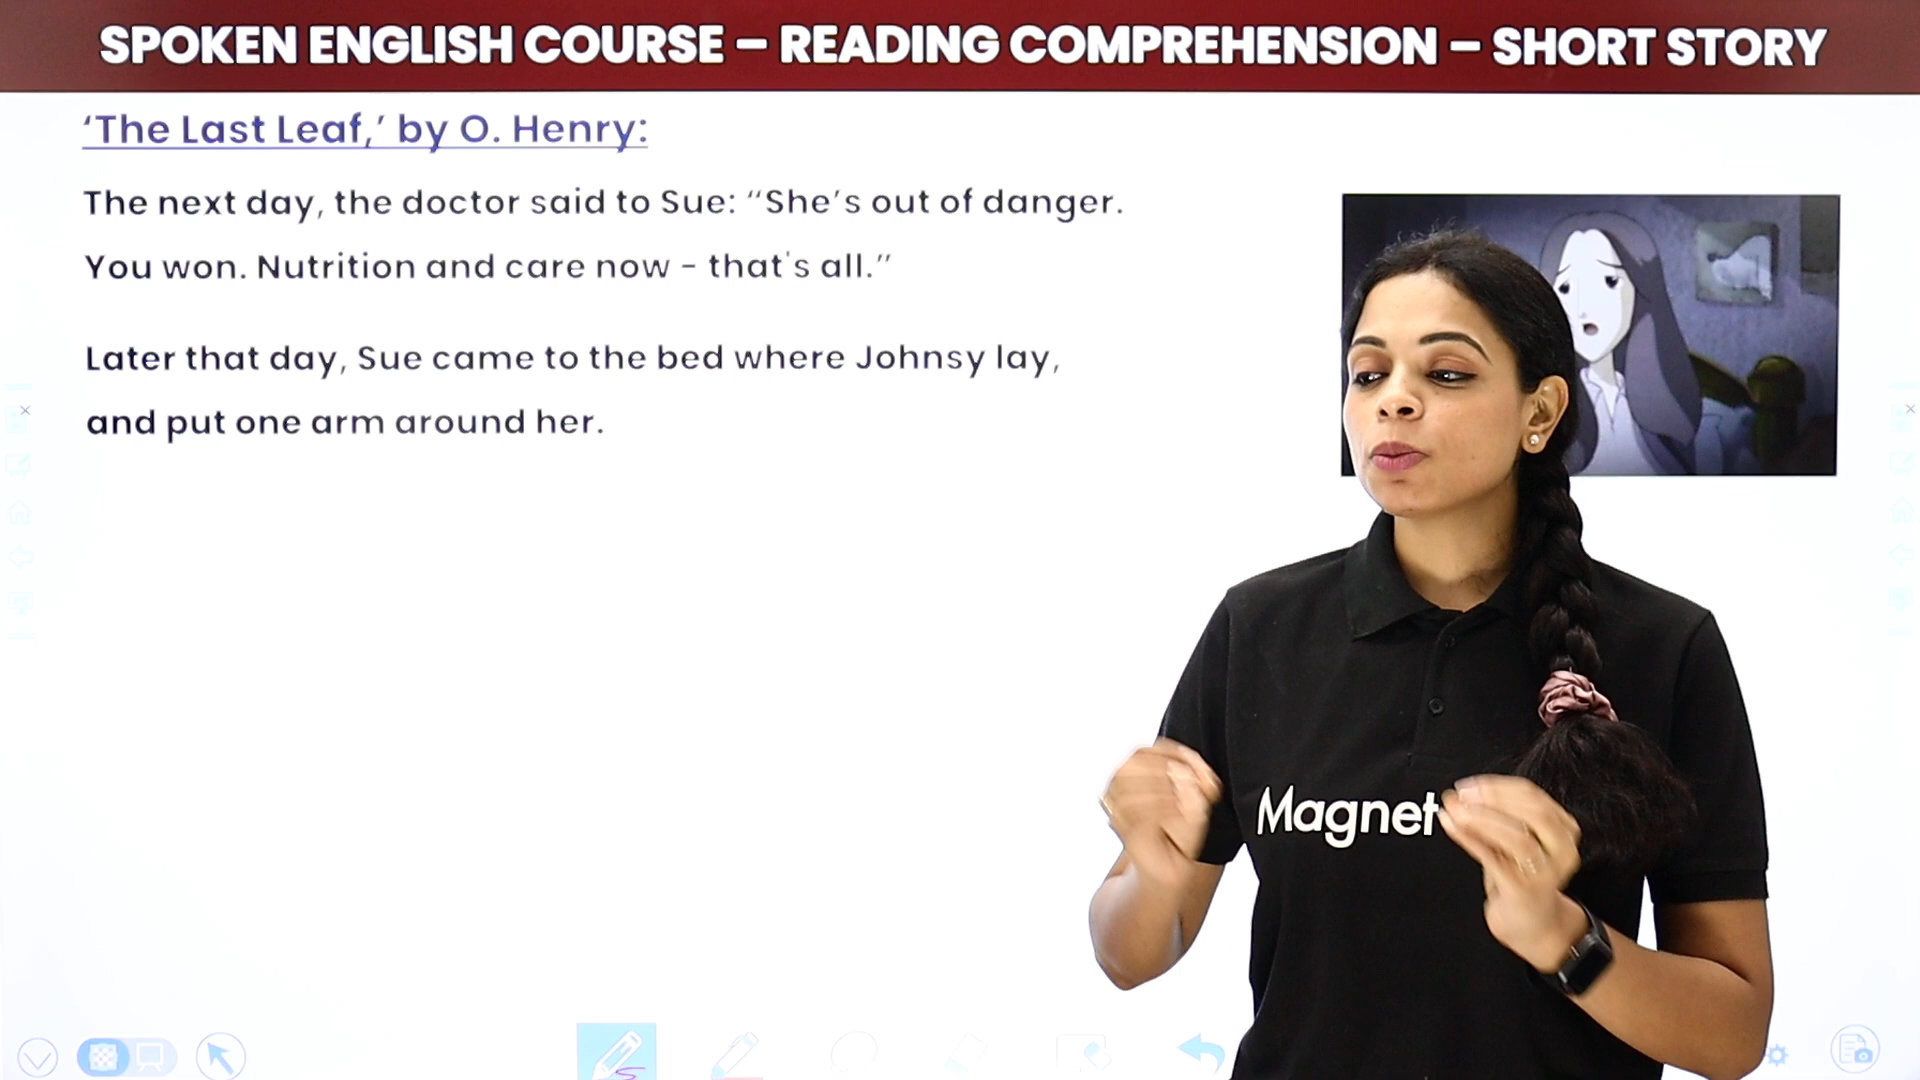 SPOKEN ENGLISH COURSE – READING COMPREHENSION – SHORT STORY
‘The Last Leaf,’ by O. Henry:
The next day, the doctor said to Sue: “She’s out of danger.
You won. Nutrition and care now - that's all.”
Later that day, Sue came to the bed where Johnsy lay,
and put one arm around her.
Magnet